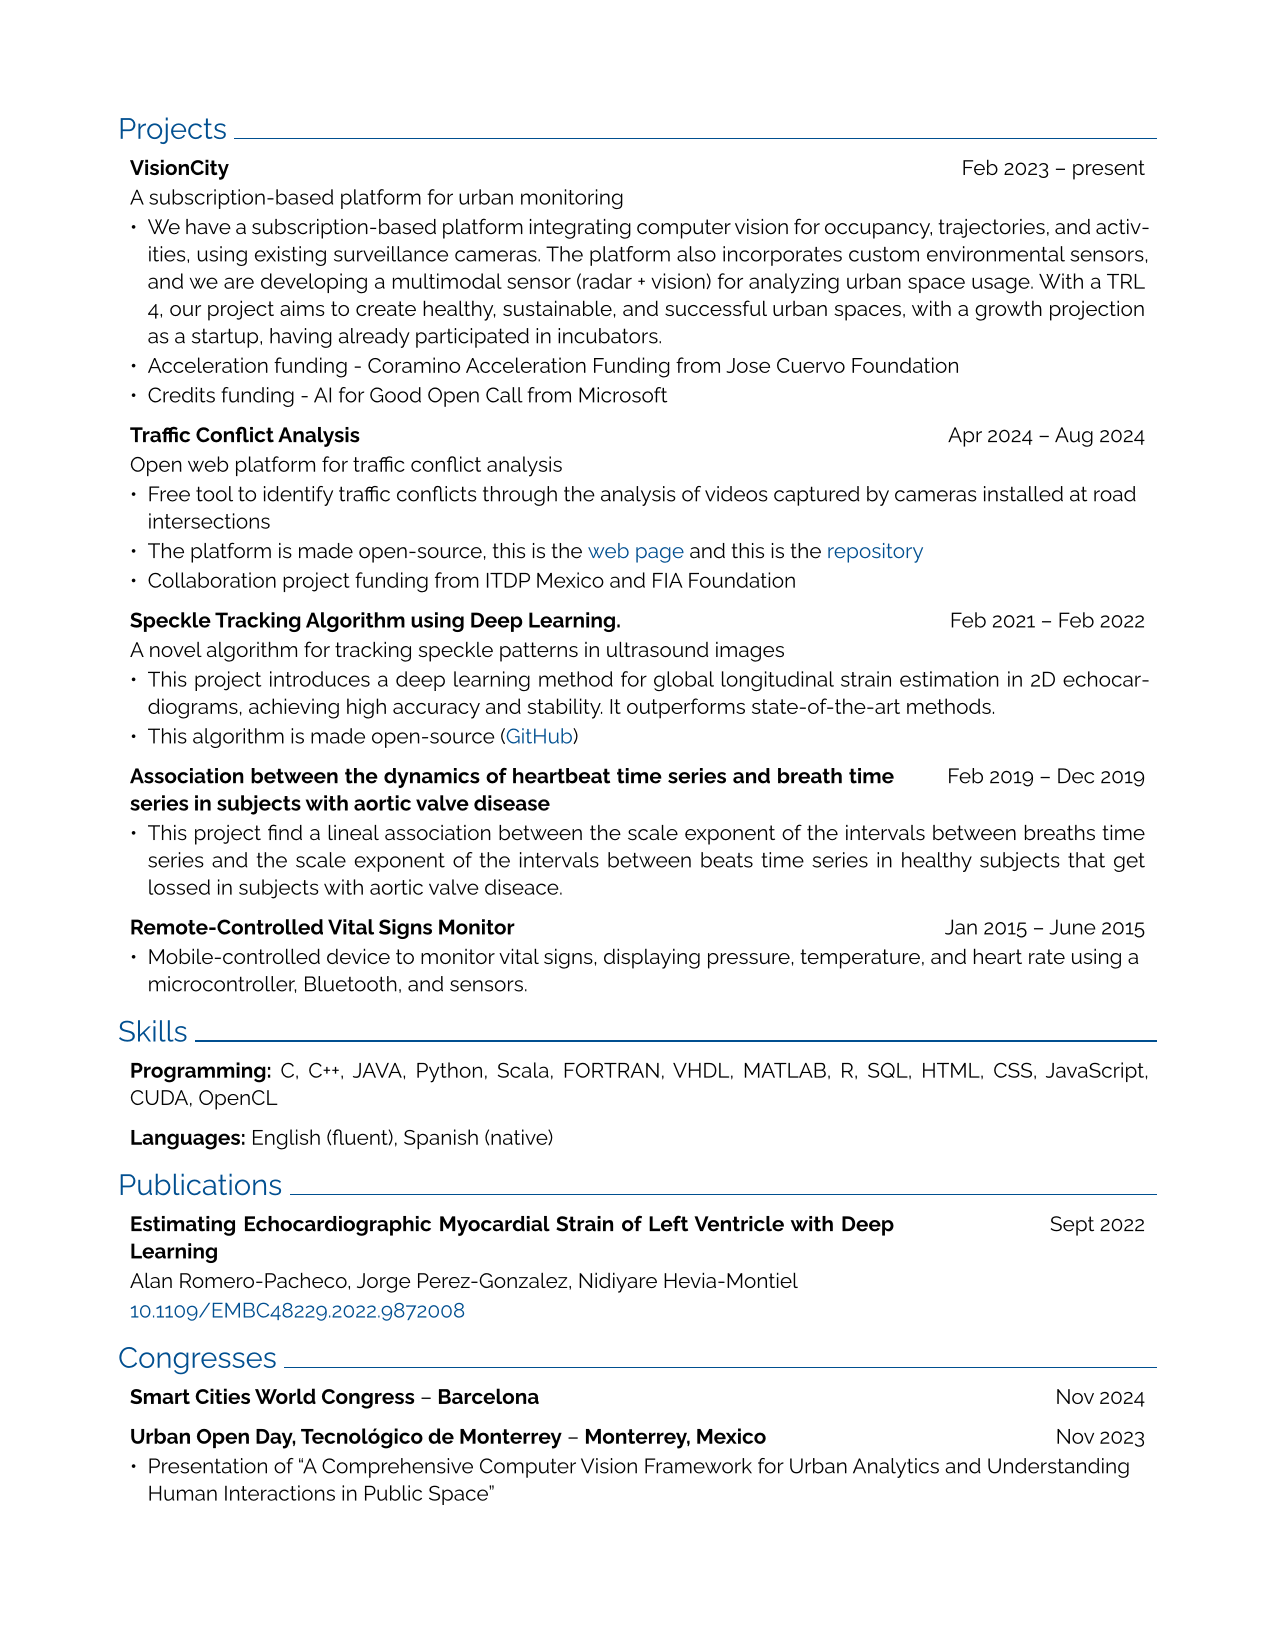 Projects
VisionCity Feb 2023 – present
A subscription-based platform for urban monitoring
• We have a subscription-based platform integrating computer vision for occupancy, trajectories, and activ-
ities, using existing surveillance cameras. The platform also incorporates custom environmental sensors,
and we are developing a multimodal sensor (radar + vision) for analyzing urban space usage. With a TRL
4, our project aims to create healthy, sustainable, and successful urban spaces, with a growth projection
as a startup, having already participated in incubators.
• Acceleration funding - Coramino Acceleration Funding from Jose Cuervo Foundation
• Credits funding - AI for Good Open Call from Microsoft
Traffic Conflict Analysis Apr 2024 – Aug 2024
Open web platform for traffic conflict analysis
• Free tool to identify traffic conflicts through the analysis of videos captured by cameras installed at road
intersections
• The platform is made open-source, this is the web page and this is the repository
• Collaboration project funding from ITDP Mexico and FIA Foundation
Speckle Tracking Algorithm using Deep Learning. Feb 2021 – Feb 2022
A novel algorithm for tracking speckle patterns in ultrasound images
• This project introduces a deep learning method for global longitudinal strain estimation in 2D echocar-
diograms, achieving high accuracy and stability. It outperforms state-of-the-art methods.
• This algorithm is made open-source (GitHub)
Association between the dynamics of heartbeat time series and breath time Feb 2019 – Dec 2019
series in subjects with aortic valve disease
• This project find a lineal association between the scale exponent of the intervals between breaths time
series and the scale exponent of the intervals between beats time series in healthy subjects that get
lossed in subjects with aortic valve diseace.
Remote-Controlled Vital Signs Monitor Jan 2015 – June 2015
• Mobile-controlled device to monitor vital signs, displaying pressure, temperature, and heart rate using a
microcontroller, Bluetooth, and sensors.
Skills
Programming: C, C++, JAVA, Python, Scala, FORTRAN, VHDL, MATLAB, R, SQL, HTML, CSS, JavaScript,
CUDA, OpenCL
Languages: English (fluent), Spanish (native)
Publications
Estimating Echocardiographic Myocardial Strain of Left Ventricle with Deep Sept 2022
Learning
Alan Romero-Pacheco, Jorge Perez-Gonzalez, Nidiyare Hevia-Montiel
10.1109/EMBC48229.2022.9872008
Congresses
Smart Cities World Congress – Barcelona Nov 2024
Urban Open Day, Tecnológico de Monterrey – Monterrey, Mexico Nov 2023
• Presentation of “A Comprehensive Computer Vision Framework for Urban Analytics and Understanding
Human Interactions in Public Space”